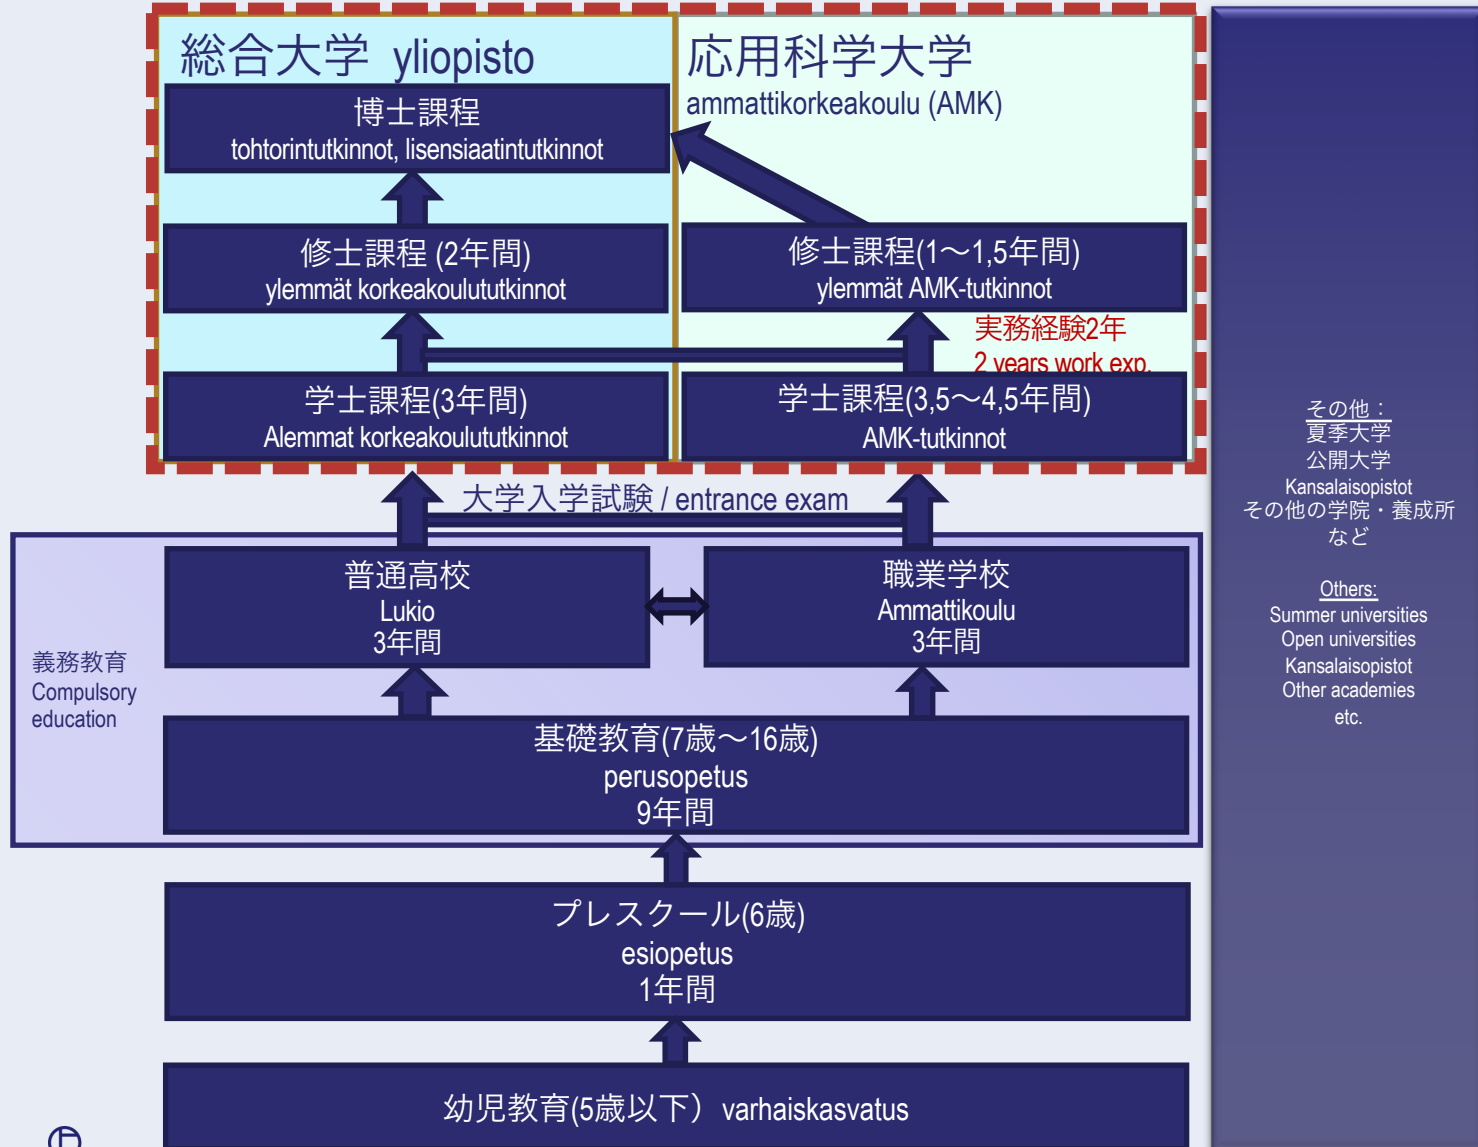 総合大学 yliopisto
博士課程
tohtorintutkinnot, lisensiaatintutkinnot
修士課程 (2年間)
ylemmät korkeakoulututkinnot
学士課程(3年間)
Alemmat korkeakoulututkinnot
応用科学大学
ammattikorkeakoulu (AMK)
修士課程(1～1,5年間)
ylemmät AMK-tutkinnot
実務経験2年
2 years work exp.
学士課程(3,5～4,5年間)
AMK-tutkinnot
大学入学試験 / entrance exam
義務教育
Compulsory
education
普通高校
Lukio
3年間
職業学校
Ammattikoulu
3年間
基礎教育(7歳～16歳)
perusopetus
9年間
プレスクール(6歳)
esiopetus
1年間
幼児教育(5歳以下）varhaiskasvatus
その他：
夏季大学
公開大学
Kansalaisopistot
その他の学院・養成所
など
Others:
Summer universities
Open universities
Kansalaisopistot
Other academies
etc.